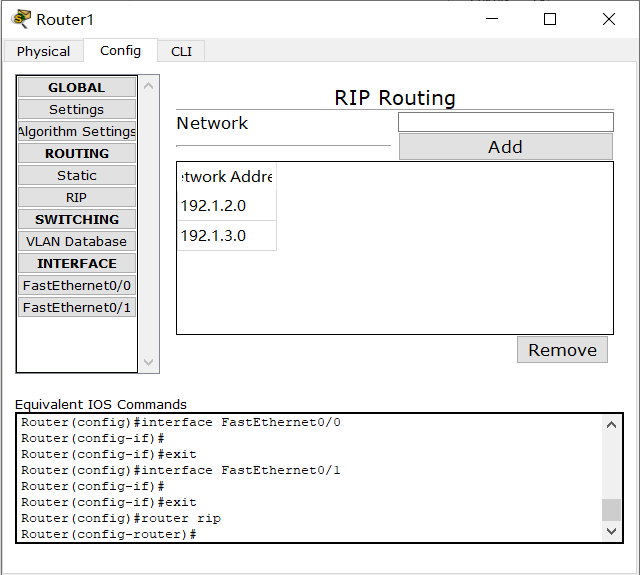 Router1
Physical
Config
CLI
GLOBAL
Settings
Algorithm Settings
ROUTING
Static
RIP
SWITCHING
VLAN Database
INTERFACE
FastEthernet0/0
FastEthernet0/1
RIP Routing
Network
Add
twork Addre
192.1.2.0
192.1.3.0
Remove
Equivalent IOS Commands
Router(config)#interface FastEthernet0/0
Router(config-if)#
Router(config-if)#exit
Router(config)#interface FastEthernet0/1
Router(config-if)#
Router(config-if)#exit
Router(config)#router rip
Router(config-router)#